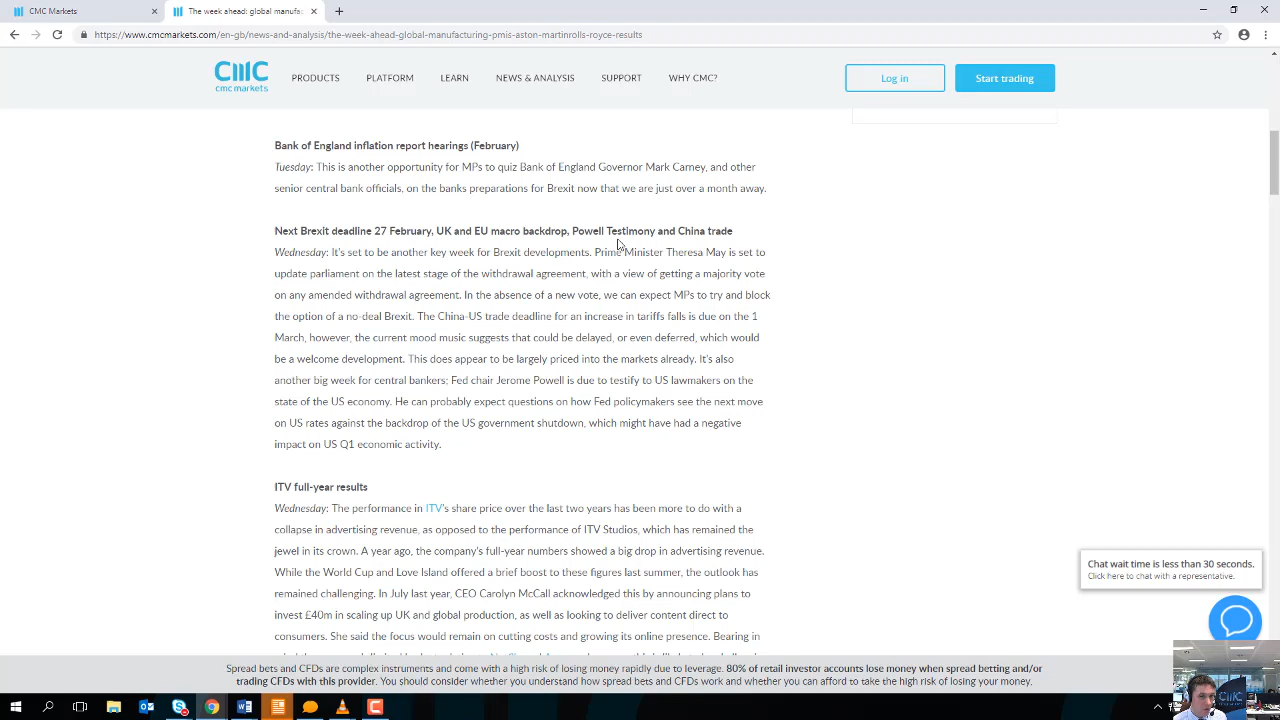 CMC Markets
The week ahead: global manufac
https://www.cmcmarkets.com/en-gb/news-and-analysis/the-week-ahead-global-manufacturing-pmis-aston-martinrolls-royce-results
cmc markets
PRODUCTS PLATFORM LEARN NEWS & ANALYSIS SUPPORT WHY CMC?
Log in
Start trading
Bank of England inflation report hearings (February)
Tuesday: This is another opportunity for MPs to quiz Bank of England Governor Mark Carney, and other
senior central bank officials, on the banks preparations for Brexit now that we are just over a month away.
Next Brexit deadline 27 February, UK and EU macro backdrop, Powell Testimony and China trade
Wednesday: It's set to be another key week for Brexit developments. Prime Minister Theresa May is set to
update parliament on the latest stage of the withdrawal agreement, with a view of getting a majority vote
on any amended withdrawal agreement. In the absence of a new vote, we can expect MPs to try and block
the option of a no-deal Brexit. The China-US trade deadline for an increase in tariffs falls is due on the 1
March, however, the current mood music suggests that could be delayed, or even deferred, which would
be a welcome development. This does appear to be largely priced into the markets already. It's also
another big week for central bankers; Fed chair Jerome Powell is due to testify to US lawmakers on the
state of the US economy. He can probably expect questions on how Fed policymakers see the next move
on US rates against the backdrop of the US government shutdown, which might have had a negative
impact on US Q1 economic activity.
ITV full-year results
Wednesday: The performance in ITV's share price over the last two years has been more to do with a
collapse in advertising revenue, as opposed to the performance of ITV Studios, which has remained the
jewel in its crown. A year ago, the company's full-year numbers showed a big drop in advertising revenue.
While the World Cup and Love Island offered a brief boost to these figures last summer, the outlook has
remained challenging. In July last year, CEO Carolyn McCall acknowledged this by announcing plans to
invest £40m in scaling up UK and global production, as well as looking to deliver content direct to
consumers. She said the focus would remain on cutting costs and growing its online presence. Bearing in
Chat wait time is less than 30 seconds.
Click here to chat with a representative.
Spread bets and CFDs are complex instruments and come with a high risk of losing money rapidly due to leverage. 80% of retail investor accounts lose money when spread betting and/or
trading CFDs with this provider. You should consider whether you understand how spread bets and CFDs work and whether you can afford to take the high risk of losing your money.